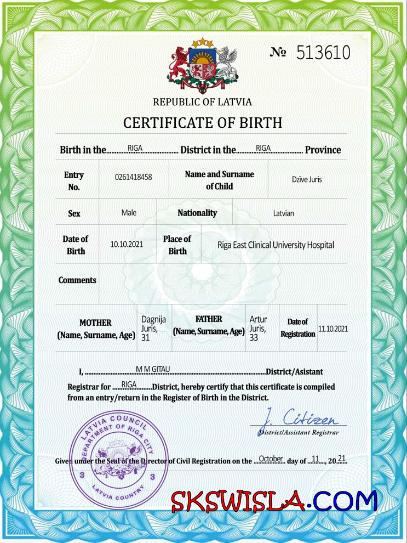 № 513610
REPUBLIC OF LATVIA
CERTIFICATE OF BIRTH
Birth in the....RIGA.... District in the....RIGA.... Province
Entry No. 0261418458 Name and Surname of Child Dzive Juris
Sex Male Nationality Latvian
Date of Birth 10.10.2021 Place of Birth Riga East Clinical University Hospital
Comments
MOTHER (Name, Surname, Age) Dagnija Juris, 31 FATHER (Name, Surname, Age) Artur Juris, 33 Date of Registration 11.10.2021
I, ....M M GITAU....District/Asistant
Registrar for ....RIGA....District, hereby certify that this certificate is compiled
from an entry/return in the Register of Birth in the District.
J. Citizen
District/Assistant Registrar
Given under the Seal of the Director of Civil Registration on the ....October.. day of ..11.., 20.21
LATVIA COUNCIL
DEPARTMENT OF RIGA CITY
3 3
LATVIA COUNTRY
SKSWISLA.COM